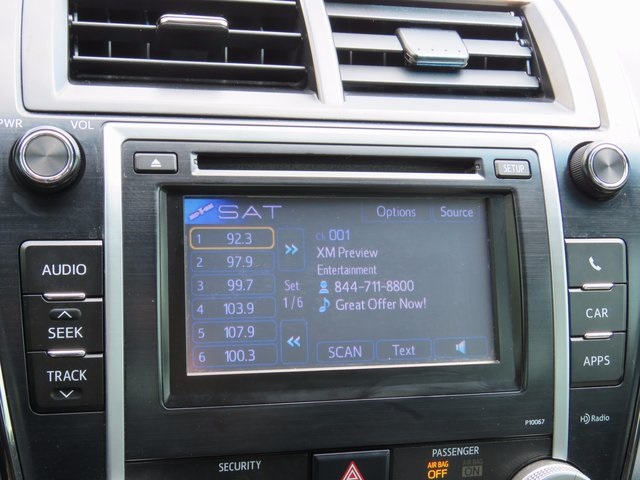 PWR VOL
SETUP
SAT Options Source
1 92.3
2 97.9
3 99.7
4 103.9
5 107.9
6 100.3
Set
1/6
Ch 001
XM Preview
Entertainment
844-711-8800
Great Offer Now!
SCAN Text
AUDIO
SEEK
TRACK
CAR
APPS
P10067
HD Radio
SECURITY
PASSENGER
AIR BAG OFF
AIR BAG ON